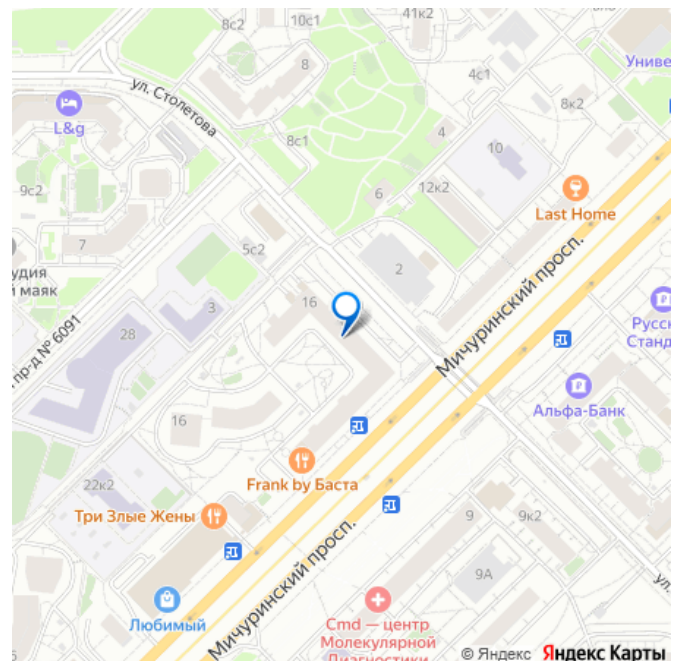 41к2
8с2
10с1
8
4с1
Униве
8к2
ул. Столетова
L&g
8с1
4
10
9с2
6
12к2
Last Home
7
5с2
2
Мичуринский просп.
удия
й маяк
16
3
Русск
Станд
пр-д № 6091
28
Альфа-Банк
16
Frank by Баста
22к2
Три Злые Жены
9
9к2
Мичуринский просп.
9А
ул.
Любимый
Cmd — центр
Молекулярной
Диагностики
© Яндекс Яндекс Карты